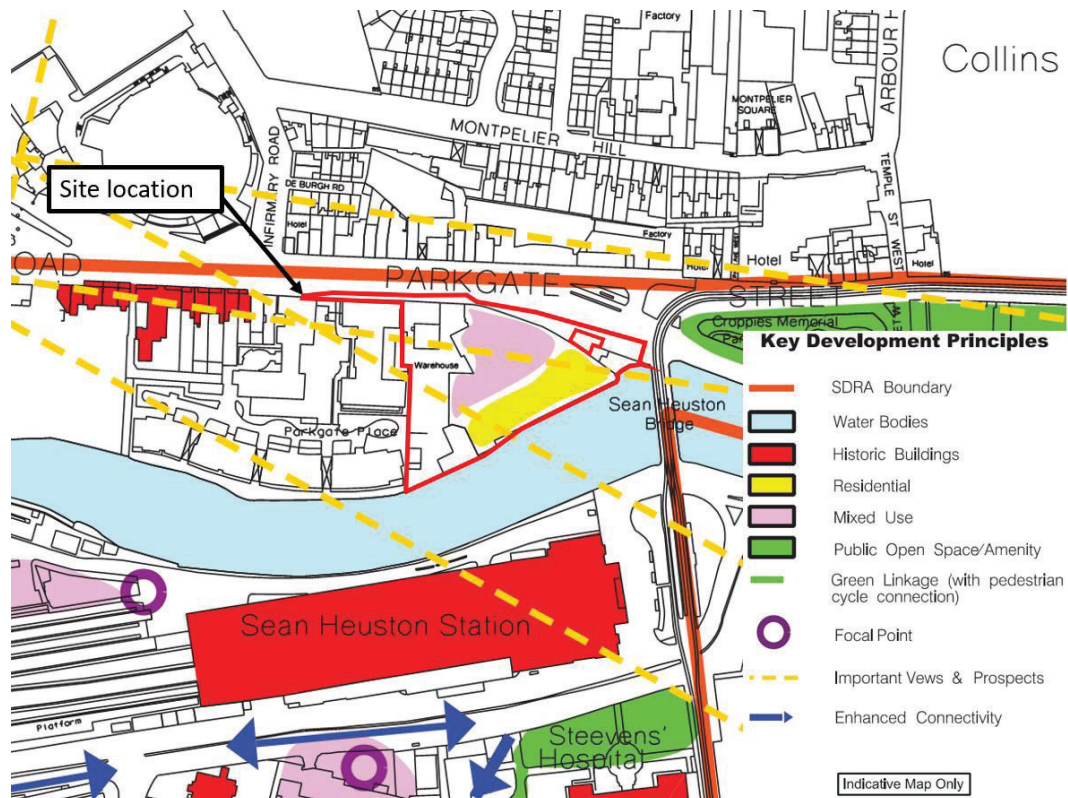 Factory
Collins
ARBOUR H
MONTPELIER
SQUARE
MONTPELIER HILL
INFIRMARY ROAD
Site location
DE BURGH RD
TEMPLE ST WEST
Hotel
Factory
Hotel
Hotel
Hotel
OAD
PARKGATE
STREET
Croppies Memorial
Pa
Warehouse
Parkgate Place
Sean Heuston
Bridge
Sean Heuston Station
Platform
Steevens'
Hospital
Key Development Principles
SDRA Boundary
Water Bodies
Historic Buildings
Residential
Mixed Use
Public Open Space/Amenity
Green Linkage (with pedestrian
cycle connection)
Focal Point
Important Vews & Prospects
Enhanced Connectivity
Indicative Map Only